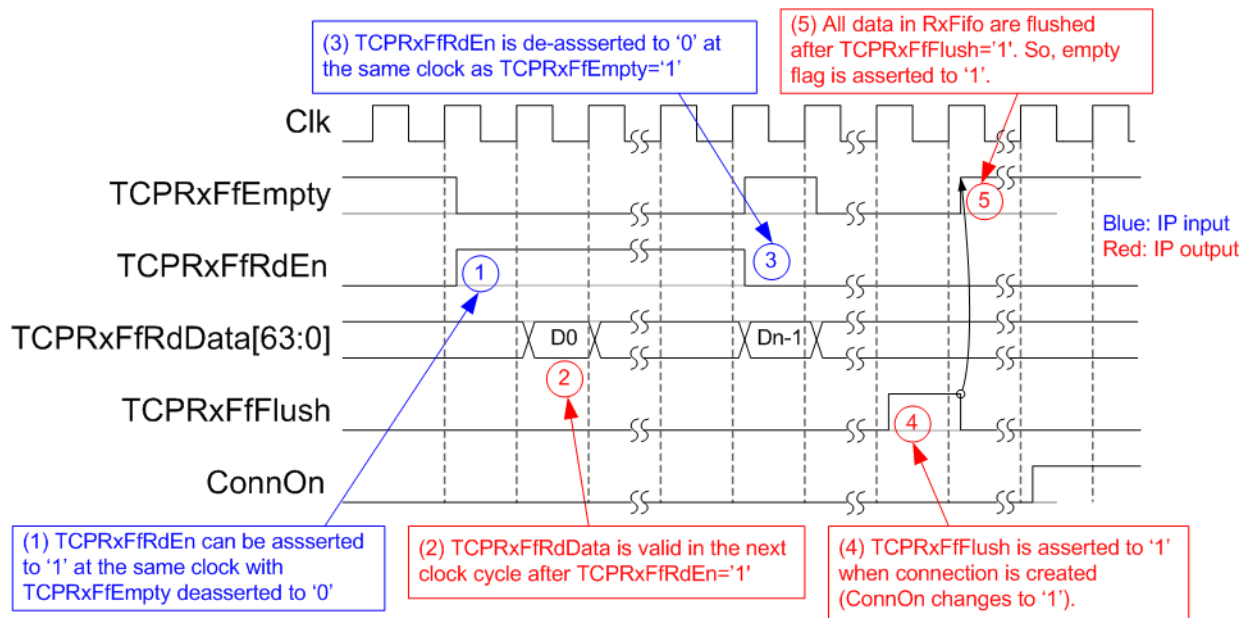 (3) TCPRxFfRdEn is de-assserted to ‘0’ at
the same clock as TCPRxFfEmpty=‘1’
(5) All data in RxFifo are flushed
after TCPRxFfFlush=‘1'. So, empty
flag is asserted to ‘1’.
Clk
TCPRxFfEmpty
5
Blue: IP input
Red: IP output
TCPRxFfRdEn
1
3
TCPRxFfRdData[63:0]
D0
Dn-1
2
TCPRxFfFlush
4
ConnOn
(1) TCPRxFfRdEn can be assserted
to ‘1’ at the same clock with
TCPRxFfEmpty deasserted to ‘0’
(2) TCPRxFfRdData is valid in the next
clock cycle after TCPRxFfRdEn=’1'
(4) TCPRxFfFlush is asserted to ‘1’
when connection is created
(ConnOn changes to ‘1’).